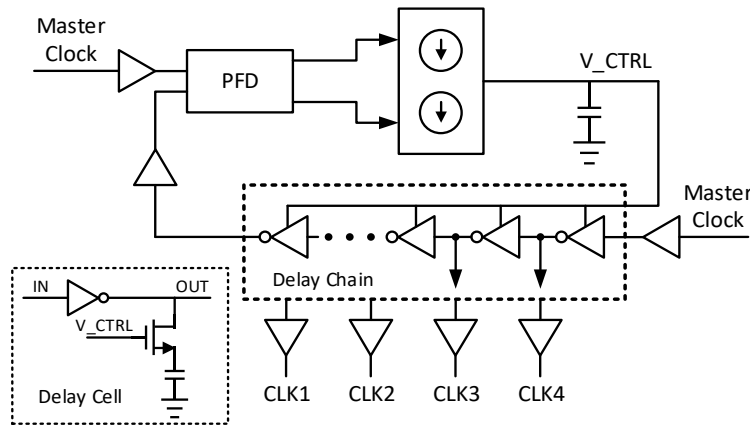 Master
Clock
PFD
V_CTRL
Master
Clock
Delay Chain
IN
OUT
V_CTRL
Delay Cell
CLK1
CLK2
CLK3
CLK4